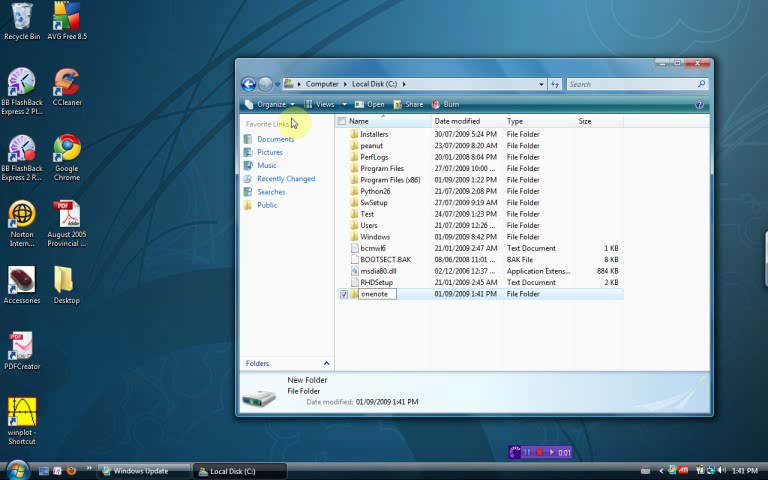 Recycle Bin
AVG Free 8.5
BB FlashBack Express 2 Pl...
CCleaner
BB FlashBack Express 2 R...
Google Chrome
Norton Intern...
August 2005 Provincial ...
Accessories
Desktop
PDFCreator
winplot - Shortcut
Computer
Local Disk (C:)
Search
Organize
Views
Open
Share
Burn
Favorite Links
Documents
Pictures
Music
Recently Changed
Searches
Public
Folders
Name Date modified Type Size
Installers 30/07/2009 5:24 PM File Folder
peanut 23/07/2009 8:20 AM File Folder
PerfLogs 20/01/2008 8:04 PM File Folder
Program Files 27/07/2009 10:00 ... File Folder
Program Files (x86) 01/09/2009 1:22 PM File Folder
Python26 21/07/2009 2:08 PM File Folder
SwSetup 27/07/2009 9:19 AM File Folder
Test 24/07/2009 1:23 PM File Folder
Users 21/07/2009 12:26 ... File Folder
Windows 01/09/2009 8:42 PM File Folder
bcmwl6 21/01/2009 2:47 AM Text Document 1 KB
BOOTSECT.BAK 08/06/2008 11:01 ... BAK File 8 KB
msdia80.dll 02/12/2006 12:37 ... Application Extens... 884 KB
RHDSetup 21/01/2009 2:45 AM Text Document 2 KB
onenote 01/09/2009 1:41 PM File Folder
New Folder
File Folder
Date modified: 01/09/2009 1:41 PM
0:01
Windows Update
Local Disk (C:)
1:41 PM